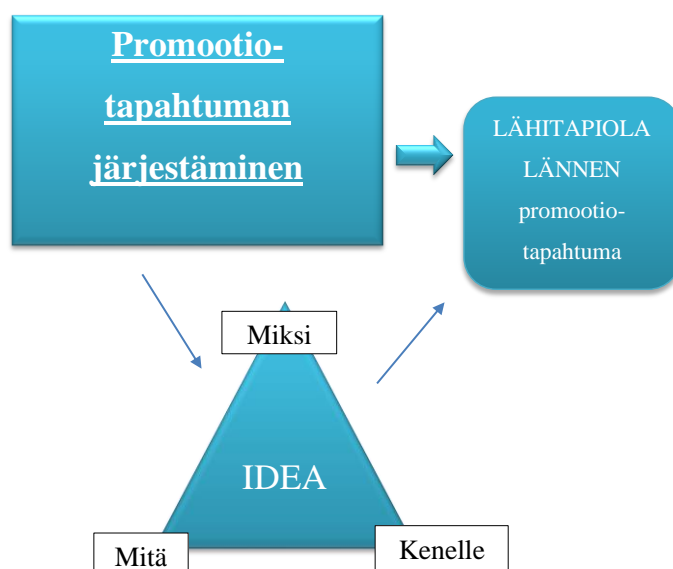 Promootio-
tapahtuman
järjestäminen
LÄHITAPIOLA
LÄNNEN
promootio-
tapahtuma
Miksi
IDEA
Mitä
Kenelle